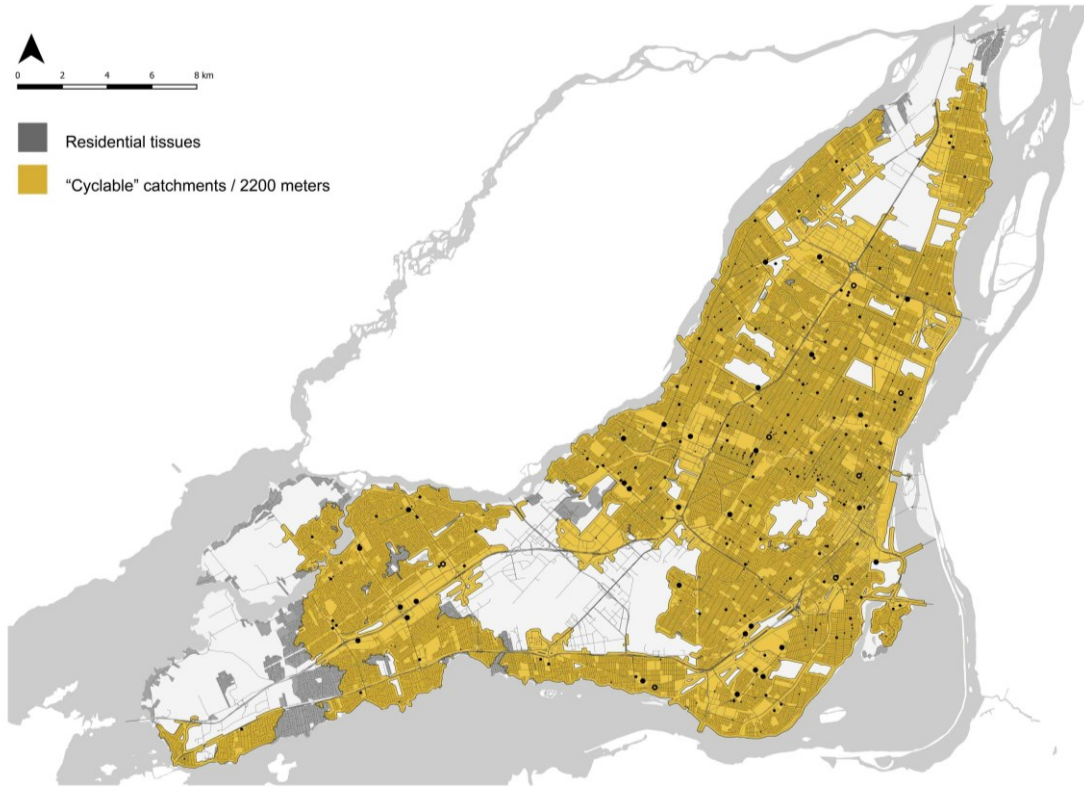 0 2 4 6 8 km
Residential tissues
“Cyclable” catchments / 2200 meters